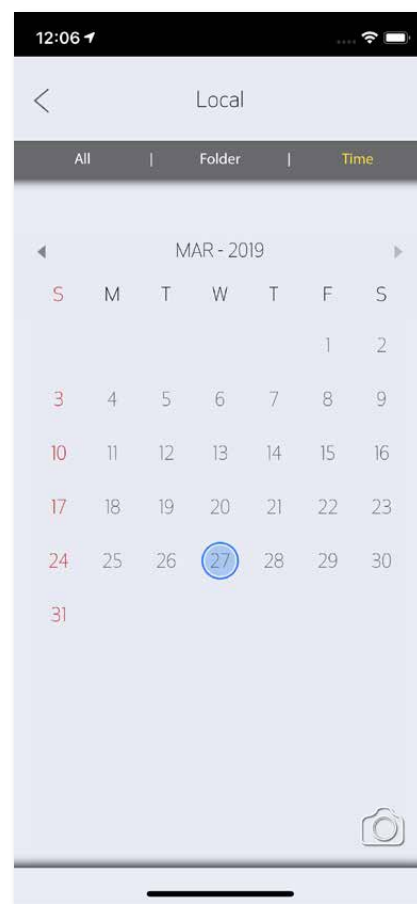 12:06
Local
All | Folder | Time
MAR - 2019
S M T W T F S
1 2
3 4 5 6 7 8 9
10 11 12 13 14 15 16
17 18 19 20 21 22 23
24 25 26 27 28 29 30
31